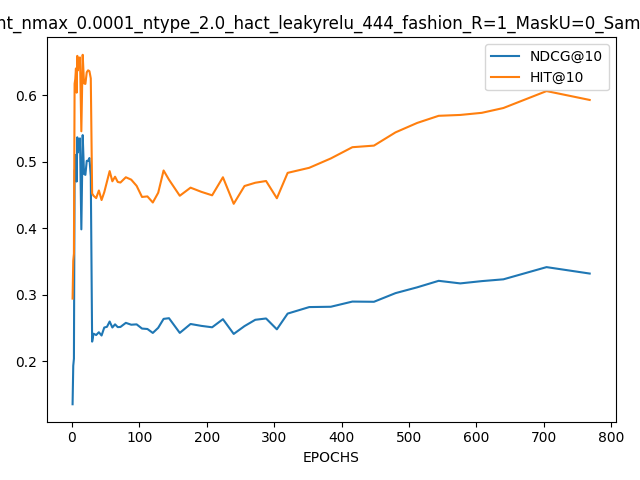 nt_nmax_0.0001_ntype_2.0_hact_leakyrelu_444_fashion_R=1_MaskU=0_Sam
NDCG@10
HIT@10
0.6
0.5
0.4
0.3
0.2
0 100 200 300 400 500 600 700 800
EPOCHS